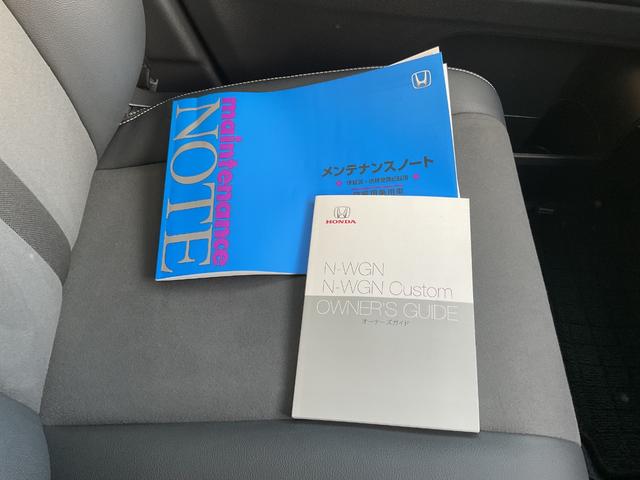 maintenance
NOTE
メンテナンスノート
HONDA
N-WGN
N-WGN Custom
OWNER'S GUIDE
オーナーズガイド